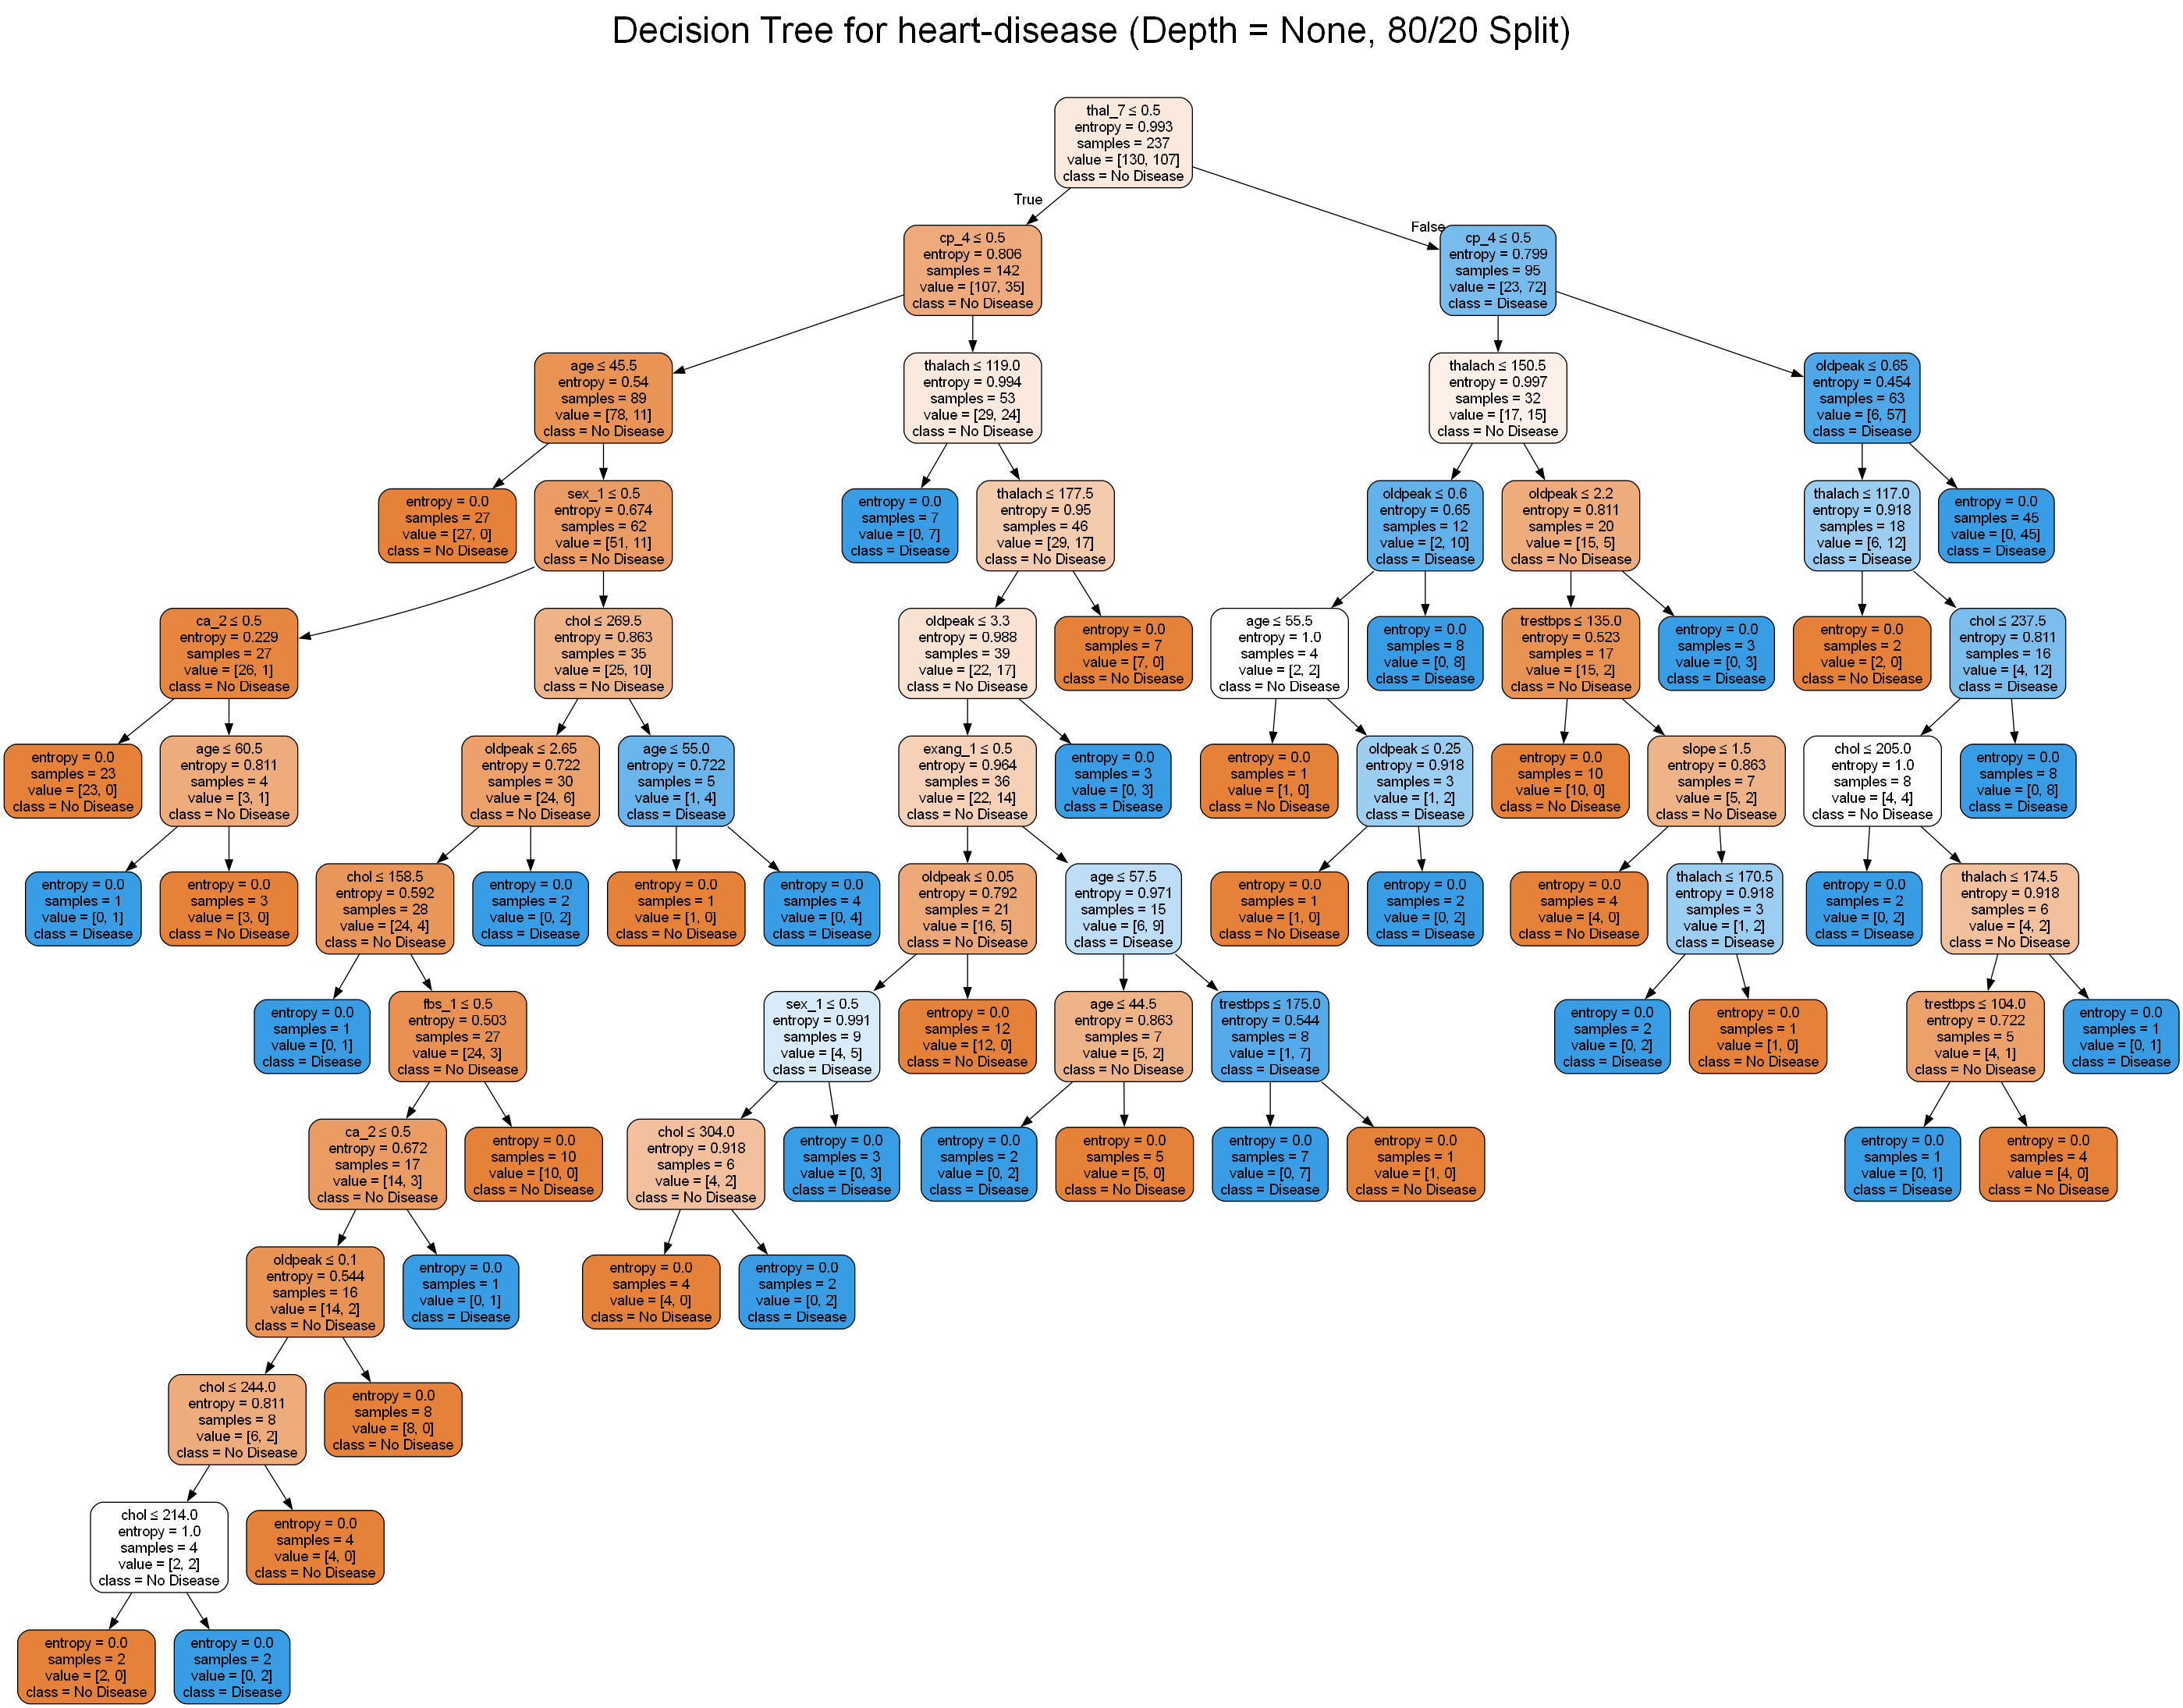 Decision Tree for heart-disease (Depth = None, 80/20 Split)
thal_7 ≤ 0.5
entropy = 0.993
samples = 237
value = [130, 107]
class = No Disease
True
False
cp_4 ≤ 0.5
entropy = 0.806
samples = 142
value = [107, 35]
class = No Disease
cp_4 ≤ 0.5
entropy = 0.799
samples = 95
value = [23, 72]
class = Disease
age ≤ 45.5
entropy = 0.54
samples = 89
value = [78, 11]
class = No Disease
thalach ≤ 119.0
entropy = 0.994
samples = 53
value = [29, 24]
class = No Disease
thalach ≤ 150.5
entropy = 0.997
samples = 32
value = [17, 15]
class = No Disease
oldpeak ≤ 0.65
entropy = 0.454
samples = 63
value = [6, 57]
class = Disease
entropy = 0.0
samples = 27
value = [27, 0]
class = No Disease
sex_1 ≤ 0.5
entropy = 0.674
samples = 62
value = [51, 11]
class = No Disease
entropy = 0.0
samples = 7
value = [0, 7]
class = Disease
thalach ≤ 177.5
entropy = 0.95
samples = 46
value = [29, 17]
class = No Disease
oldpeak ≤ 0.6
entropy = 0.65
samples = 12
value = [2, 10]
class = Disease
oldpeak ≤ 2.2
entropy = 0.811
samples = 20
value = [15, 5]
class = No Disease
thalach ≤ 117.0
entropy = 0.918
samples = 18
value = [6, 12]
class = Disease
entropy = 0.0
samples = 45
value = [0, 45]
class = Disease
ca_2 ≤ 0.5
entropy = 0.229
samples = 27
value = [26, 1]
class = No Disease
chol ≤ 269.5
entropy = 0.863
samples = 35
value = [25, 10]
class = No Disease
oldpeak ≤ 3.3
entropy = 0.988
samples = 39
value = [22, 17]
class = No Disease
entropy = 0.0
samples = 7
value = [7, 0]
class = No Disease
age ≤ 55.5
entropy = 1.0
samples = 4
value = [2, 2]
class = No Disease
entropy = 0.0
samples = 8
value = [0, 8]
class = Disease
trestbps ≤ 135.0
entropy = 0.523
samples = 17
value = [15, 2]
class = No Disease
entropy = 0.0
samples = 3
value = [0, 3]
class = Disease
entropy = 0.0
samples = 2
value = [2, 0]
class = No Disease
chol ≤ 237.5
entropy = 0.811
samples = 16
value = [4, 12]
class = Disease
entropy = 0.0
samples = 23
value = [23, 0]
class = No Disease
age ≤ 60.5
entropy = 0.811
samples = 4
value = [3, 1]
class = No Disease
oldpeak ≤ 2.65
entropy = 0.722
samples = 30
value = [24, 6]
class = No Disease
age ≤ 55.0
entropy = 0.722
samples = 5
value = [1, 4]
class = Disease
exang_1 ≤ 0.5
entropy = 0.964
samples = 36
value = [22, 14]
class = No Disease
entropy = 0.0
samples = 3
value = [0, 3]
class = Disease
entropy = 0.0
samples = 1
value = [1, 0]
class = No Disease
oldpeak ≤ 0.25
entropy = 0.918
samples = 3
value = [1, 2]
class = Disease
entropy = 0.0
samples = 10
value = [10, 0]
class = No Disease
slope ≤ 1.5
entropy = 0.863
samples = 7
value = [5, 2]
class = No Disease
chol ≤ 205.0
entropy = 1.0
samples = 8
value = [4, 4]
class = No Disease
entropy = 0.0
samples = 8
value = [0, 8]
class = Disease
entropy = 0.0
samples = 1
value = [0, 1]
class = Disease
entropy = 0.0
samples = 3
value = [3, 0]
class = No Disease
chol ≤ 158.5
entropy = 0.592
samples = 28
value = [24, 4]
class = No Disease
entropy = 0.0
samples = 2
value = [0, 2]
class = Disease
entropy = 0.0
samples = 1
value = [1, 0]
class = No Disease
entropy = 0.0
samples = 4
value = [0, 4]
class = Disease
oldpeak ≤ 0.05
entropy = 0.792
samples = 21
value = [16, 5]
class = No Disease
age ≤ 57.5
entropy = 0.971
samples = 15
value = [6, 9]
class = Disease
entropy = 0.0
samples = 1
value = [1, 0]
class = No Disease
entropy = 0.0
samples = 2
value = [0, 2]
class = Disease
entropy = 0.0
samples = 4
value = [4, 0]
class = No Disease
thalach ≤ 170.5
entropy = 0.918
samples = 3
value = [1, 2]
class = Disease
entropy = 0.0
samples = 2
value = [0, 2]
class = Disease
thalach ≤ 174.5
entropy = 0.918
samples = 6
value = [4, 2]
class = No Disease
entropy = 0.0
samples = 1
value = [0, 1]
class = Disease
fbs_1 ≤ 0.5
entropy = 0.503
samples = 27
value = [24, 3]
class = No Disease
sex_1 ≤ 0.5
entropy = 0.991
samples = 9
value = [4, 5]
class = Disease
entropy = 0.0
samples = 12
value = [12, 0]
class = No Disease
age ≤ 44.5
entropy = 0.863
samples = 7
value = [5, 2]
class = No Disease
trestbps ≤ 175.0
entropy = 0.544
samples = 8
value = [1, 7]
class = Disease
entropy = 0.0
samples = 2
value = [0, 2]
class = Disease
entropy = 0.0
samples = 1
value = [1, 0]
class = No Disease
trestbps ≤ 104.0
entropy = 0.722
samples = 5
value = [4, 1]
class = No Disease
entropy = 0.0
samples = 1
value = [0, 1]
class = Disease
ca_2 ≤ 0.5
entropy = 0.672
samples = 17
value = [14, 3]
class = No Disease
entropy = 0.0
samples = 10
value = [10, 0]
class = No Disease
chol ≤ 304.0
entropy = 0.918
samples = 6
value = [4, 2]
class = No Disease
entropy = 0.0
samples = 3
value = [0, 3]
class = Disease
entropy = 0.0
samples = 2
value = [0, 2]
class = Disease
entropy = 0.0
samples = 5
value = [5, 0]
class = No Disease
entropy = 0.0
samples = 7
value = [0, 7]
class = Disease
entropy = 0.0
samples = 1
value = [1, 0]
class = No Disease
entropy = 0.0
samples = 1
value = [0, 1]
class = Disease
entropy = 0.0
samples = 4
value = [4, 0]
class = No Disease
oldpeak ≤ 0.1
entropy = 0.544
samples = 16
value = [14, 2]
class = No Disease
entropy = 0.0
samples = 1
value = [0, 1]
class = Disease
entropy = 0.0
samples = 4
value = [4, 0]
class = No Disease
entropy = 0.0
samples = 2
value = [0, 2]
class = Disease
chol ≤ 244.0
entropy = 0.811
samples = 8
value = [6, 2]
class = No Disease
entropy = 0.0
samples = 8
value = [8, 0]
class = No Disease
chol ≤ 214.0
entropy = 1.0
samples = 4
value = [2, 2]
class = No Disease
entropy = 0.0
samples = 4
value = [4, 0]
class = No Disease
entropy = 0.0
samples = 2
value = [2, 0]
class = No Disease
entropy = 0.0
samples = 2
value = [0, 2]
class = Disease